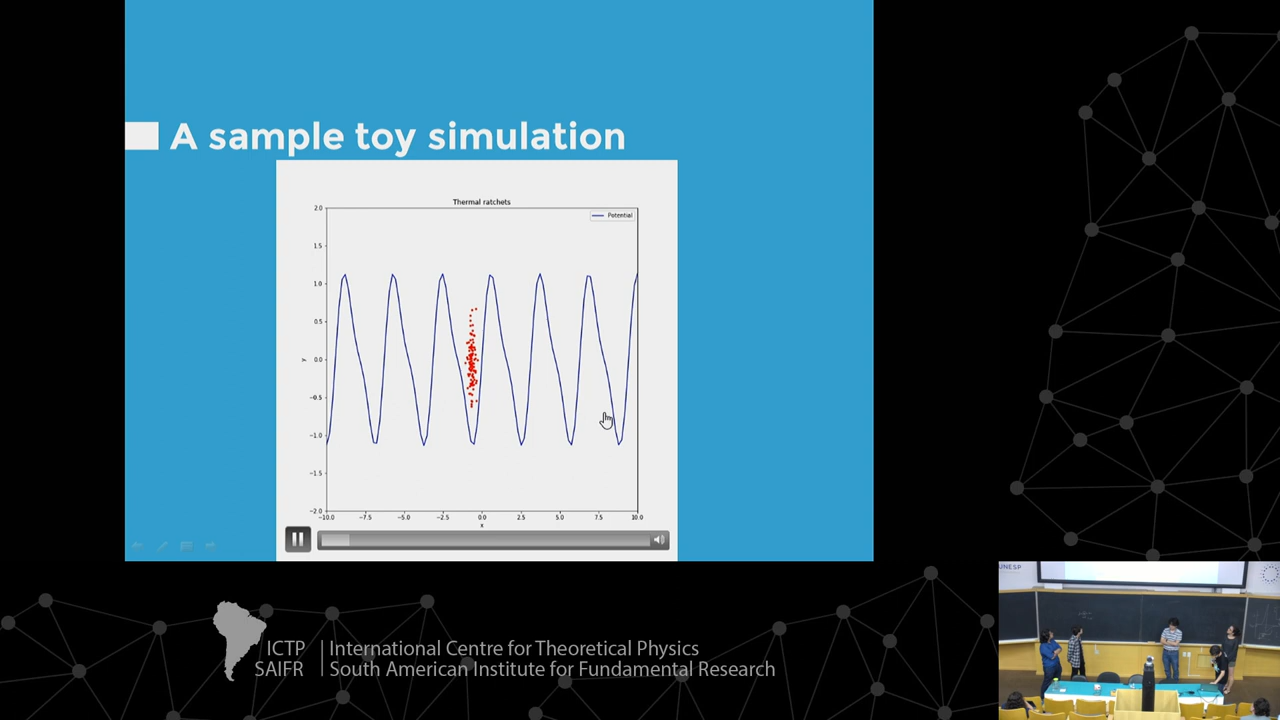 A sample toy simulation
Thermal ratchets
Potential
2.0
1.5
1.0
0.5
0.0
−0.5
−1.0
−1.5
−2.0
y
−10.0 −7.5 −5.0 −2.5 0.0 2.5 5.0 7.5 10.0
x
UNESP
ICTP International Centre for Theoretical Physics
SAIFR South American Institute for Fundamental Research